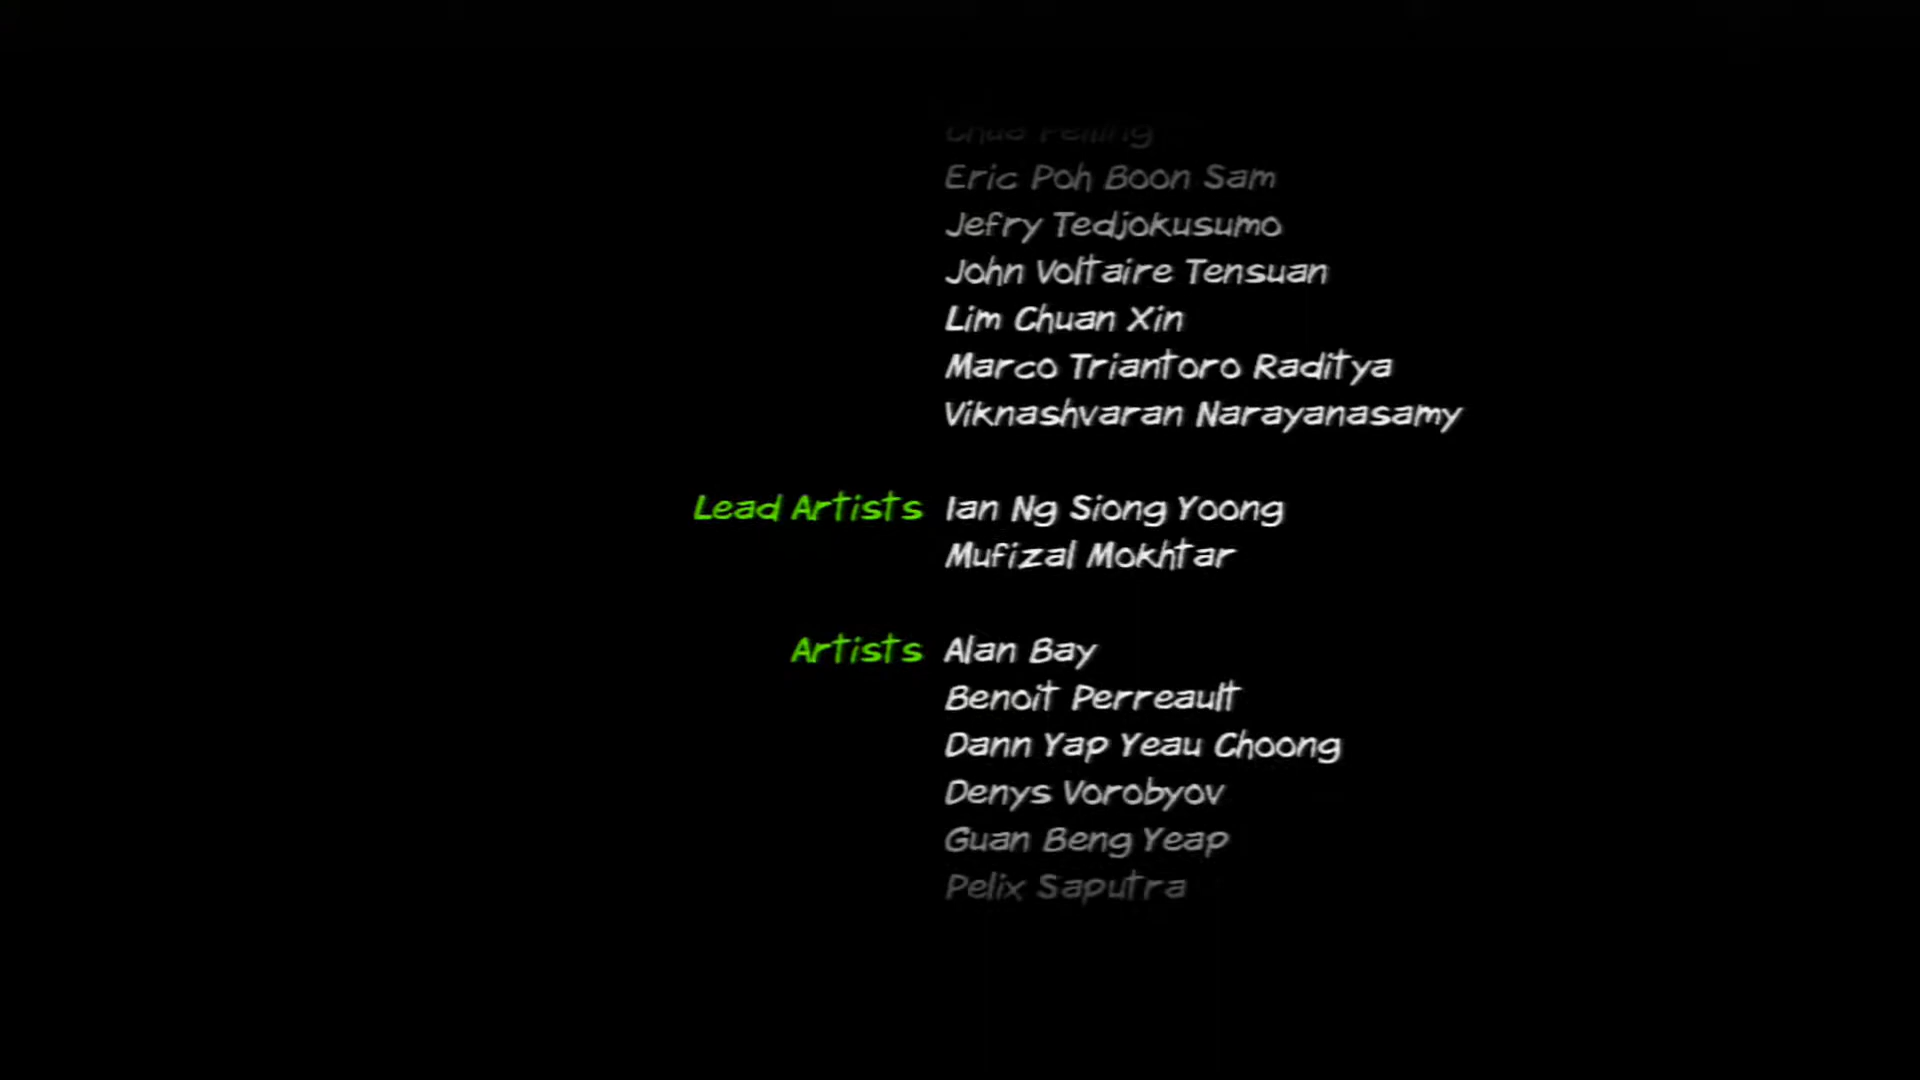 Eric Poh Boon Sam
Jefry Tedjokusumo
John Voltaire Tensuan
Lim Chuan Xin
Marco Triantoro Raditya
Viknashvaran Narayanasamy
Lead Artists Ian Ng Siong Yoong
Mufizal Mokhtar
Artists Alan Bay
Benoit Perreault
Dann Yap Yeau Choong
Denys Vorobyov
Guan Beng Yeap
Pelix Saputra